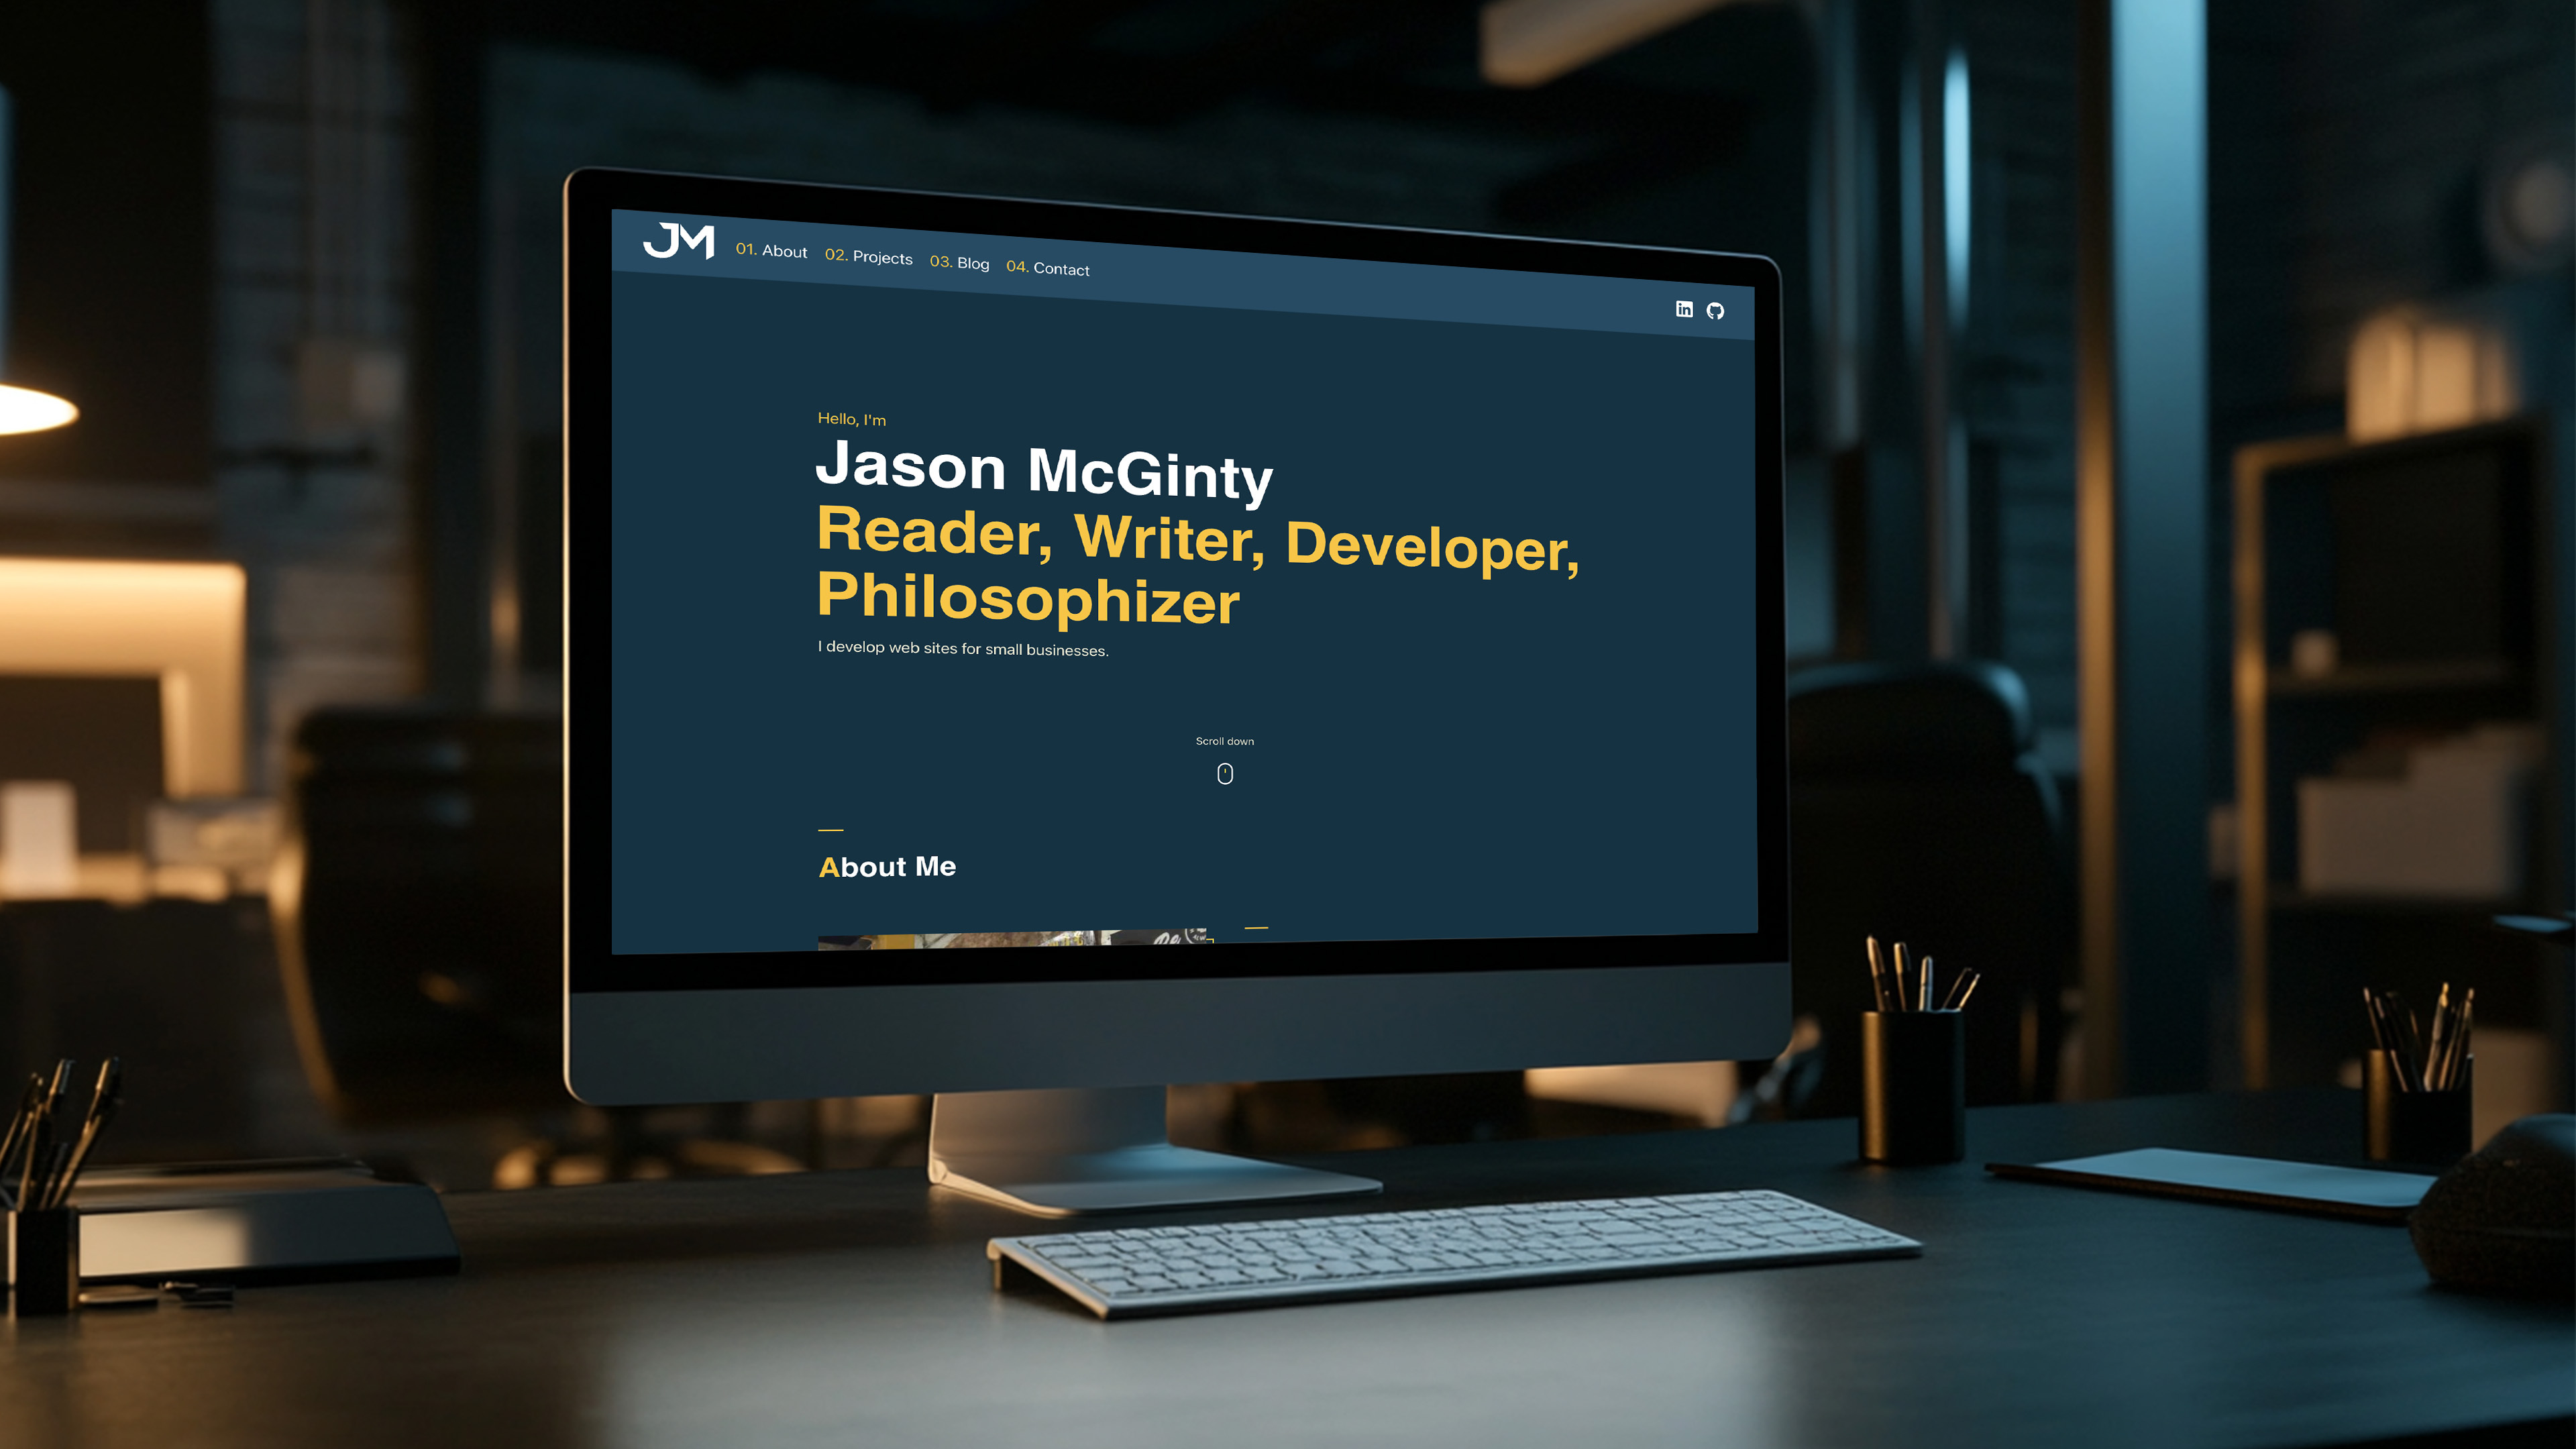 JM
01. About 02. Projects 03. Blog 04. Contact
in
Hello, I'm
Jason McGinty
Reader, Writer, Developer,
Philosophizer
I develop web sites for small businesses.
Scroll down
About Me